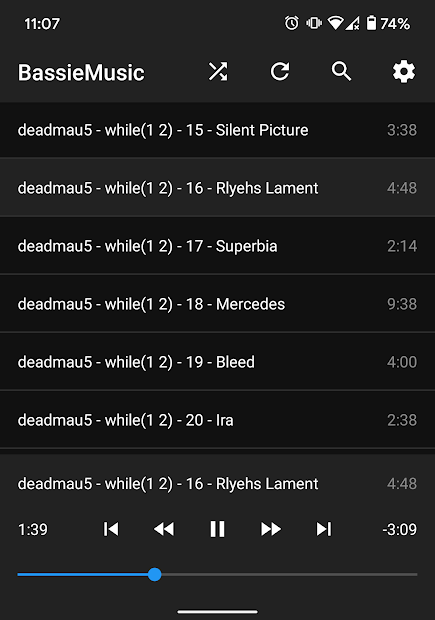 11:07 74%
BassieMusic
deadmau5 - while(1 2) - 15 - Silent Picture 3:38
deadmau5 - while(1 2) - 16 - Rlyehs Lament 4:48
deadmau5 - while(1 2) - 17 - Superbia 2:14
deadmau5 - while(1 2) - 18 - Mercedes 9:38
deadmau5 - while(1 2) - 19 - Bleed 4:00
deadmau5 - while(1 2) - 20 - Ira 2:38
deadmau5 - while(1 2) - 16 - Rlyehs Lament 4:48
1:39 -3:09